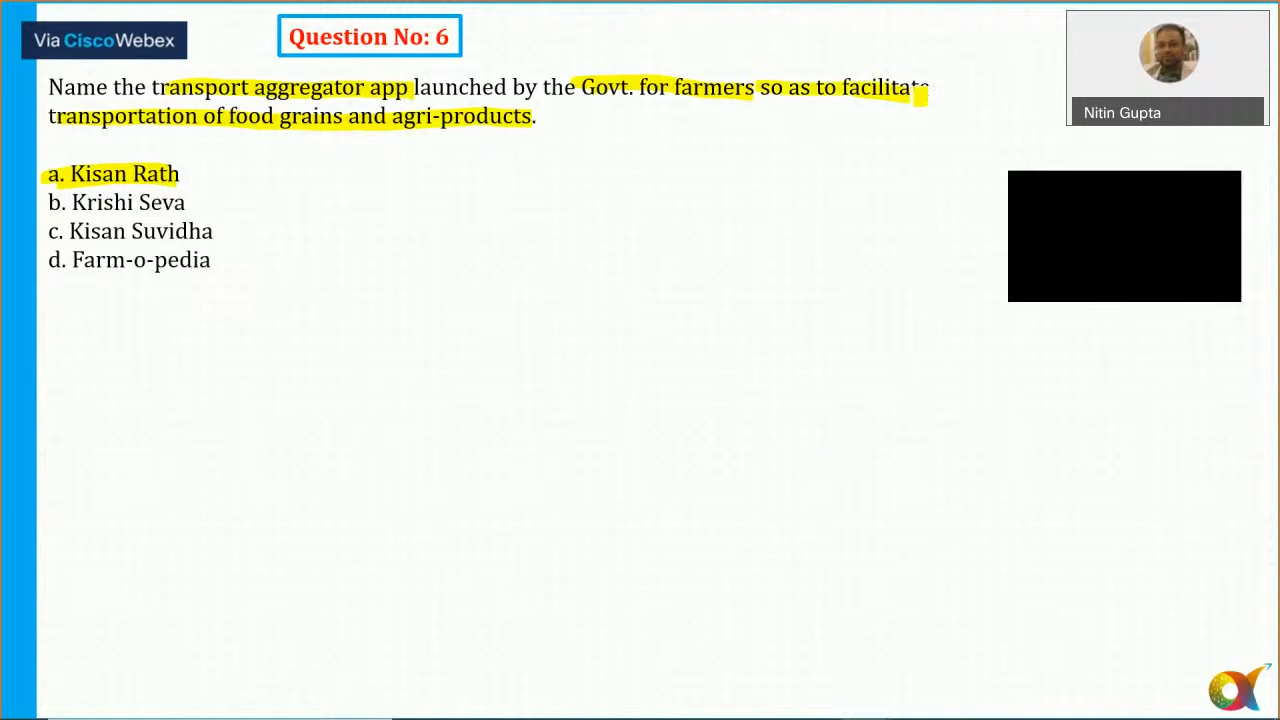 Via CiscoWebex
Question No: 6
Name the transport aggregator app launched by the Govt. for farmers so as to facilitate
transportation of food grains and agri-products.
a. Kisan Rath
b. Krishi Seva
c. Kisan Suvidha
d. Farm-o-pedia
Nitin Gupta